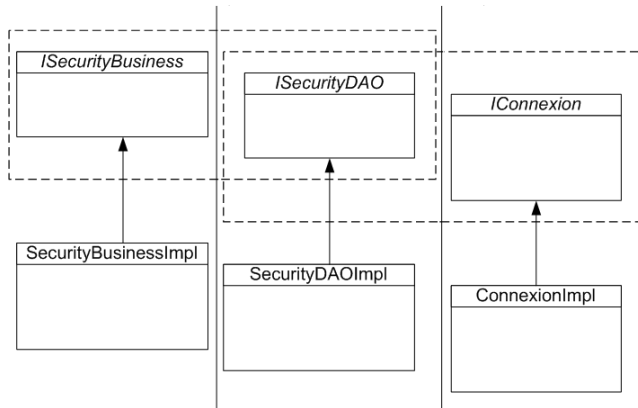 ISecurityBusiness
ISecurityDAO
IConnexion
SecurityBusinessImpl
SecurityDAOImpl
ConnexionImpl